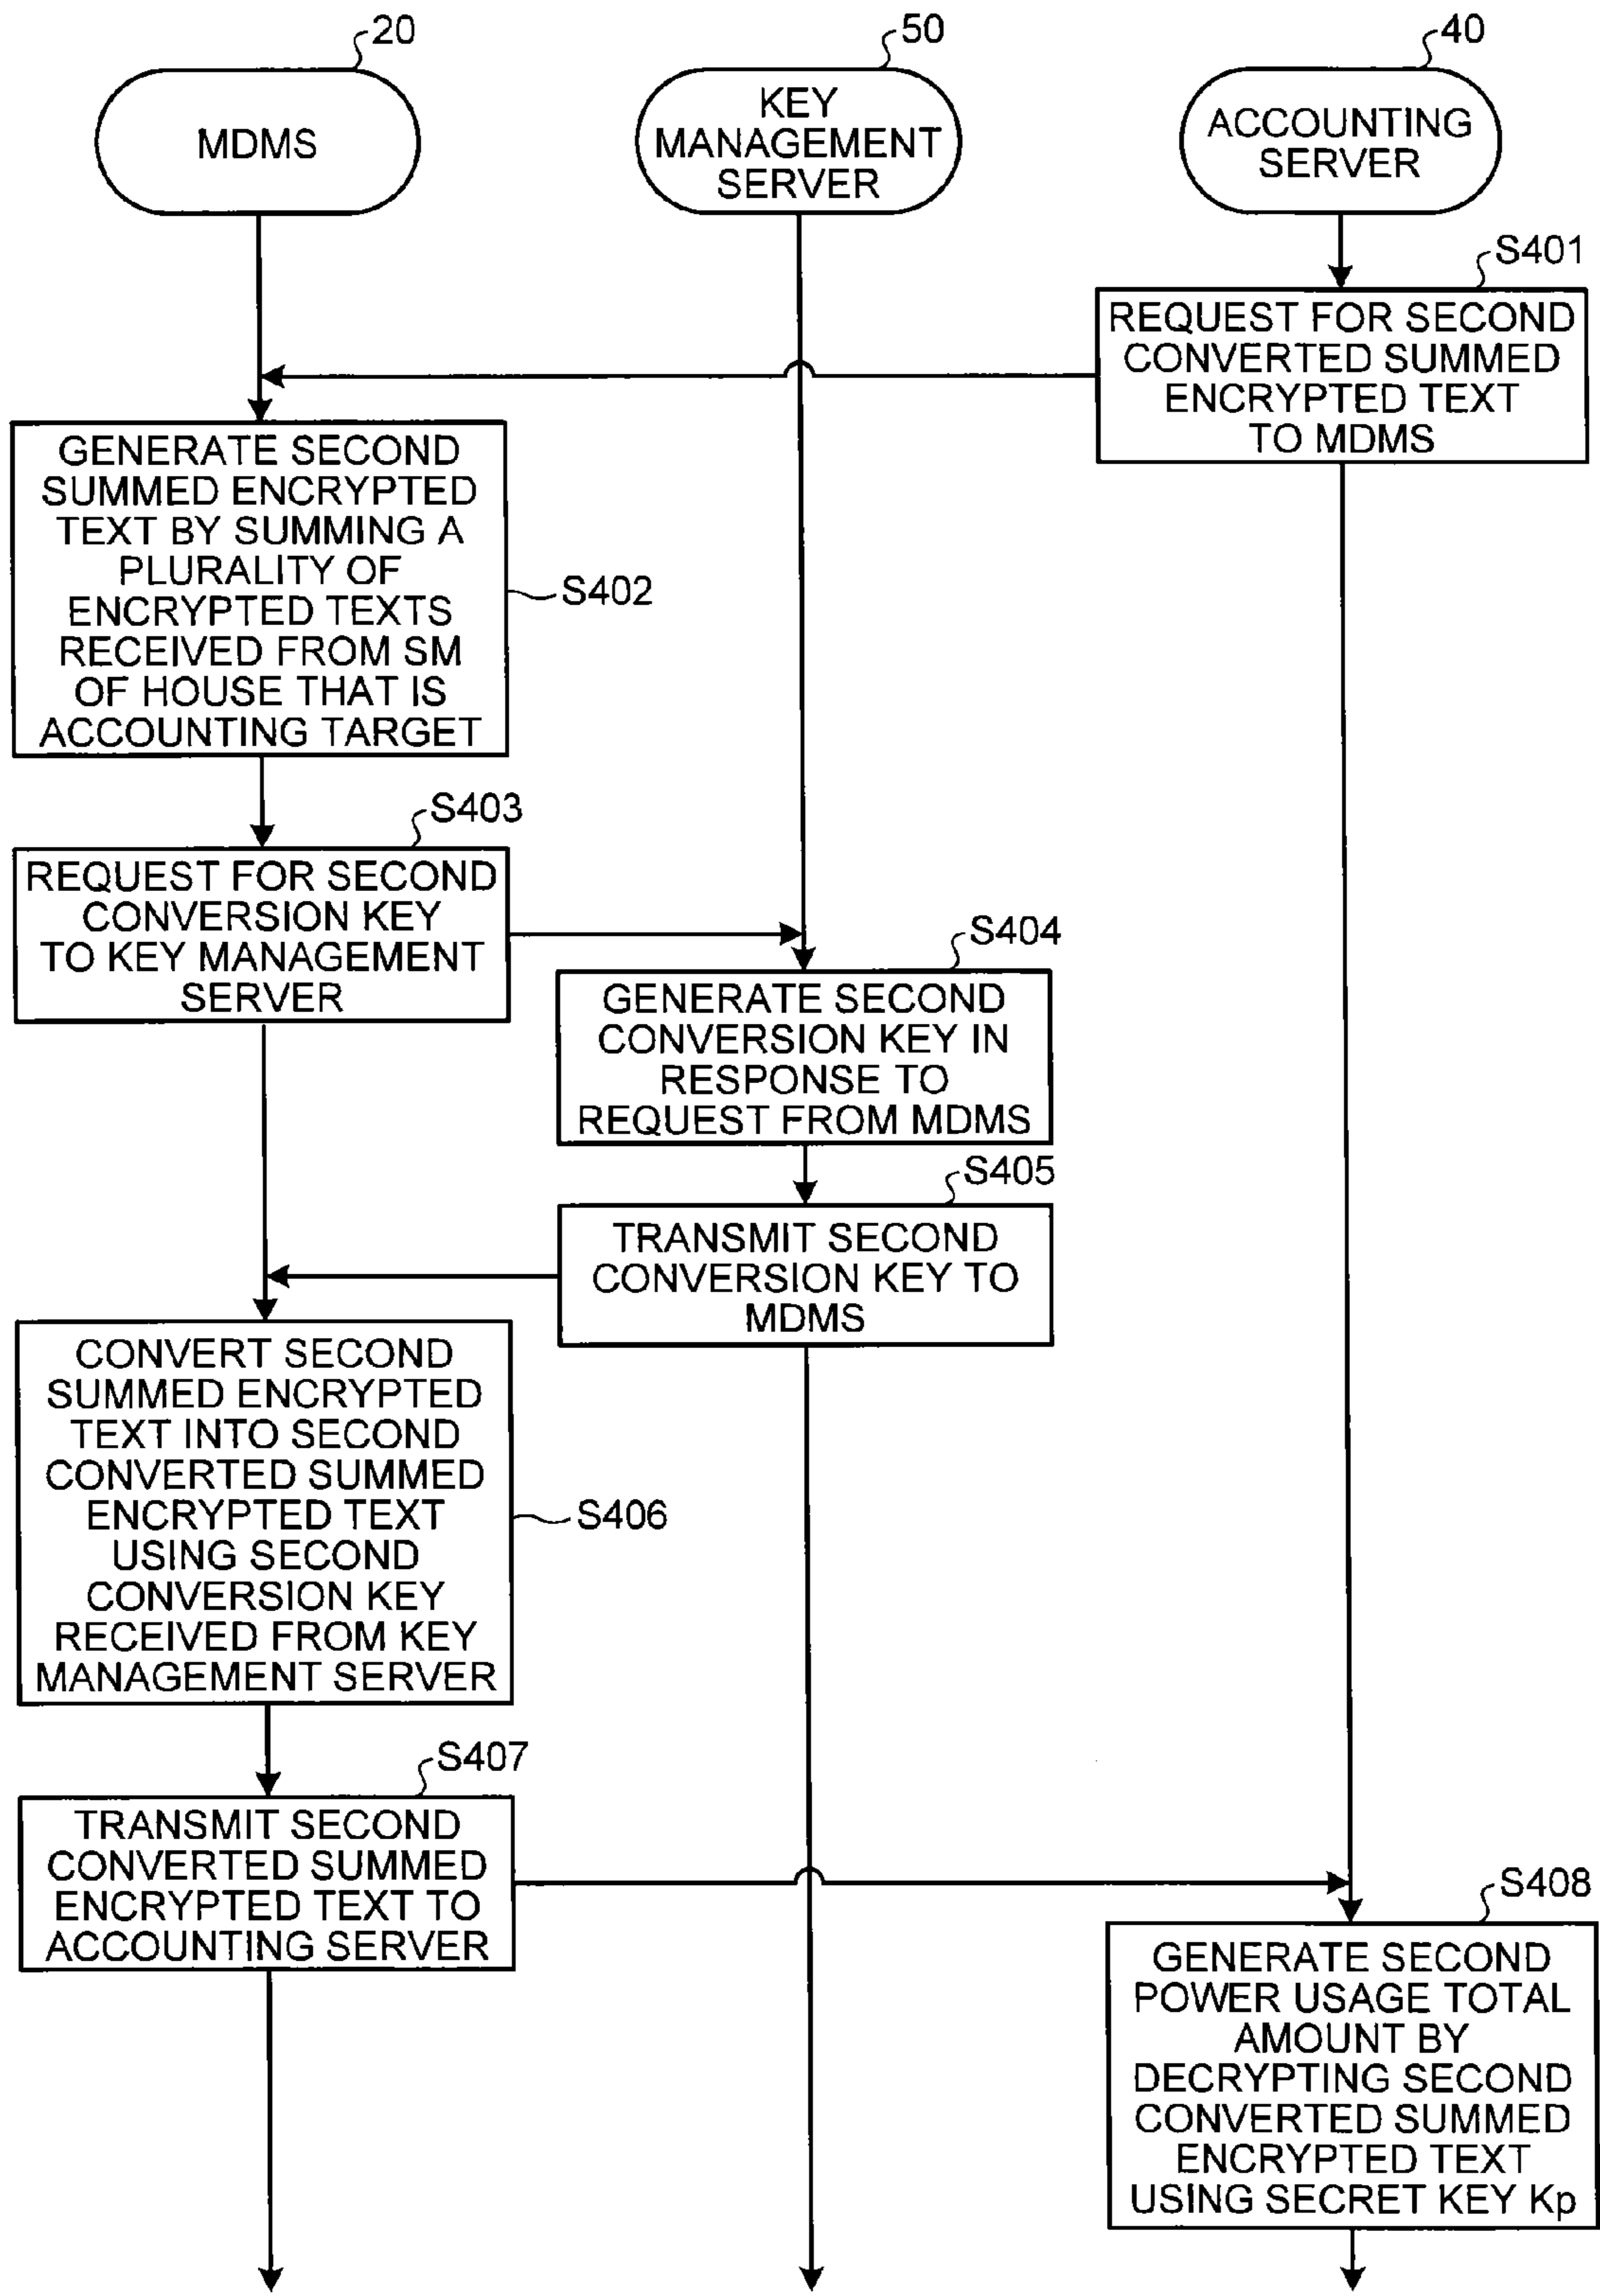 20
50
40
MDMS
KEY
MANAGEMENT
SERVER
ACCOUNTING
SERVER
S401
REQUEST FOR SECOND
CONVERTED SUMMED
ENCRYPTED TEXT
TO MDMS
GENERATE SECOND
SUMMED ENCRYPTED
TEXT BY SUMMING A
PLURALITY OF
ENCRYPTED TEXTS
RECEIVED FROM SM
OF HOUSE THAT IS
ACCOUNTING TARGET
S402
S403
REQUEST FOR SECOND
CONVERSION KEY
TO KEY MANAGEMENT
SERVER
S404
GENERATE SECOND
CONVERSION KEY IN
RESPONSE TO
REQUEST FROM MDMS
S405
TRANSMIT SECOND
CONVERSION KEY TO
MDMS
CONVERT SECOND
SUMMED ENCRYPTED
TEXT INTO SECOND
CONVERTED SUMMED
ENCRYPTED TEXT
USING SECOND
CONVERSION KEY
RECEIVED FROM KEY
MANAGEMENT SERVER
S406
S407
TRANSMIT SECOND
CONVERTED SUMMED
ENCRYPTED TEXT TO
ACCOUNTING SERVER
S408
GENERATE SECOND
POWER USAGE TOTAL
AMOUNT BY
DECRYPTING SECOND
CONVERTED SUMMED
ENCRYPTED TEXT
USING SECRET KEY Kp